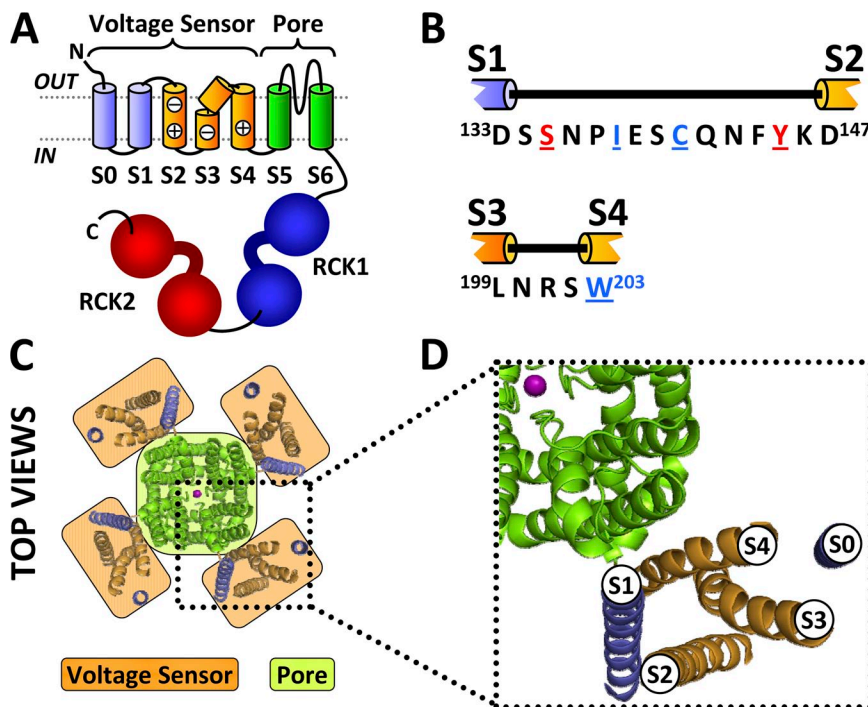 A
Voltage Sensor Pore
N
OUT
− − 
+ − +
IN
S0 S1 S2 S3 S4 S5 S6
C
RCK1
RCK2
B
S1 S2
¹³³D S S N P I E S C Q N F Y K D¹⁴⁷
S3 S4
¹⁹⁹L N R S W²⁰³
C
TOP VIEWS
Voltage Sensor Pore
D
S4 S0
S1
S3
S2